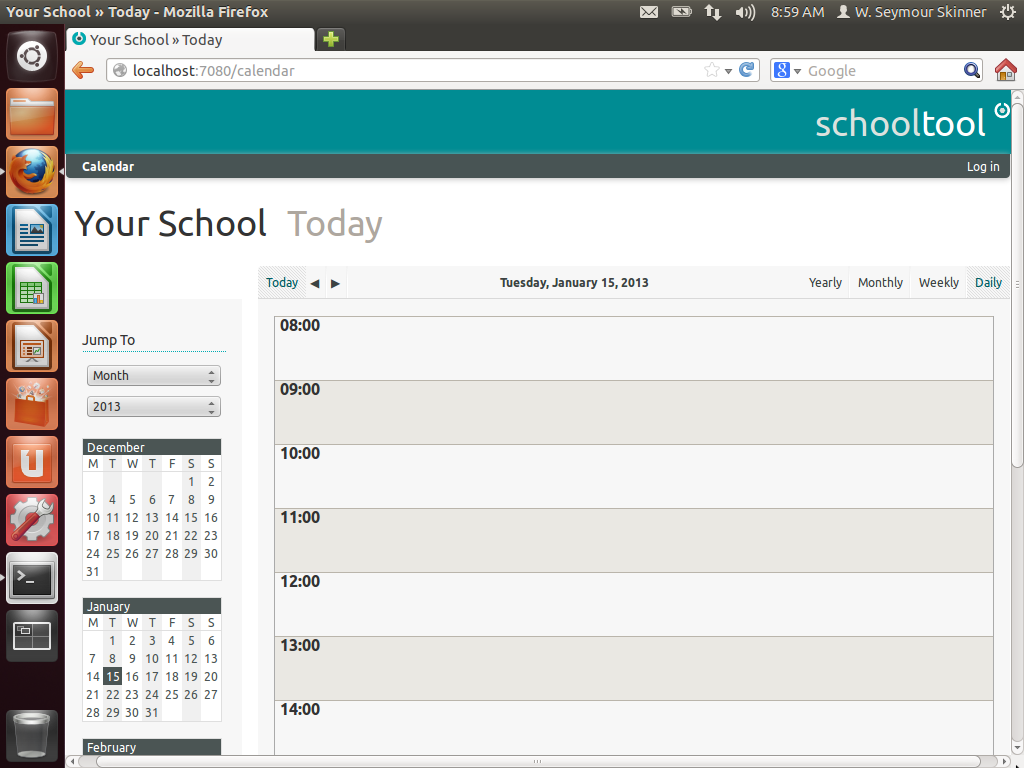 Your School » Today - Mozilla Firefox
8:59 AM W. Seymour Skinner
Your School » Today
localhost:7080/calendar
Google
schooltool
Calendar
Log in
Your School Today
Today ◀ ▶ Tuesday, January 15, 2013 Yearly Monthly Weekly Daily
Jump To
Month
2013
December
M T W T F S S
1 2
3 4 5 6 7 8 9
10 11 12 13 14 15 16
17 18 19 20 21 22 23
24 25 26 27 28 29 30
31
January
M T W T F S S
1 2 3 4 5 6
7 8 9 10 11 12 13
14 15 16 17 18 19 20
21 22 23 24 25 26 27
28 29 30 31
February
08:00
09:00
10:00
11:00
12:00
13:00
14:00